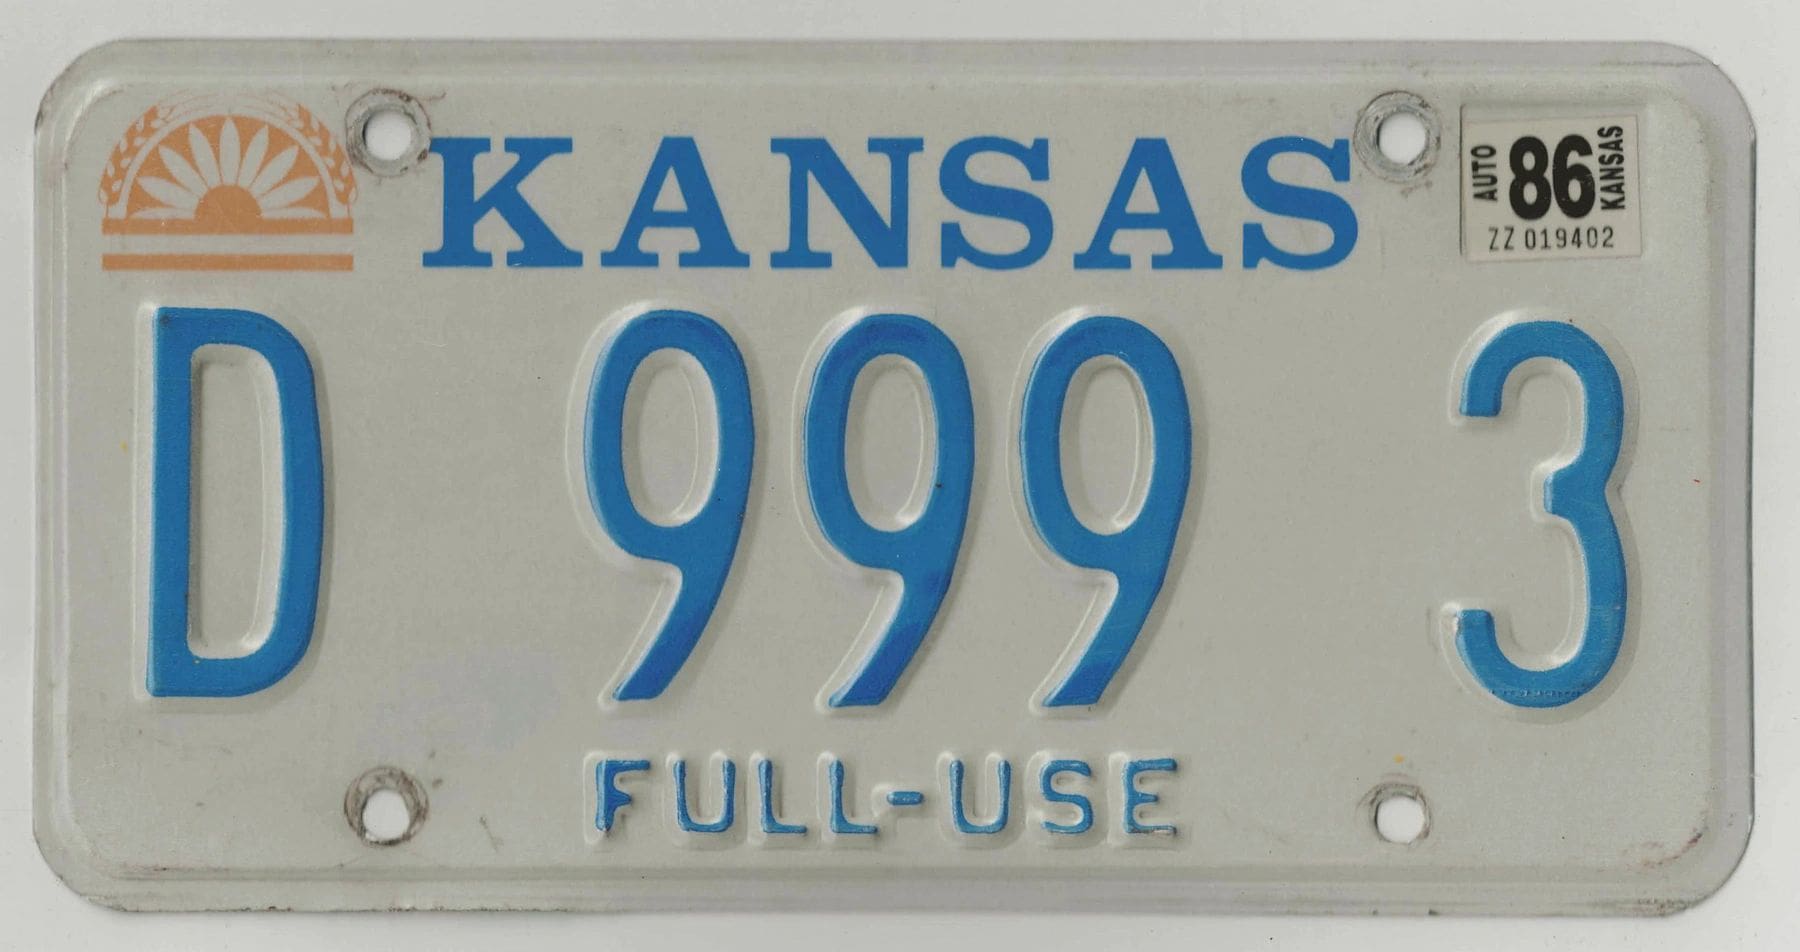 KANSAS
AUTO 86 KANSAS
ZZ 019402
D 999 3
FULL-USE